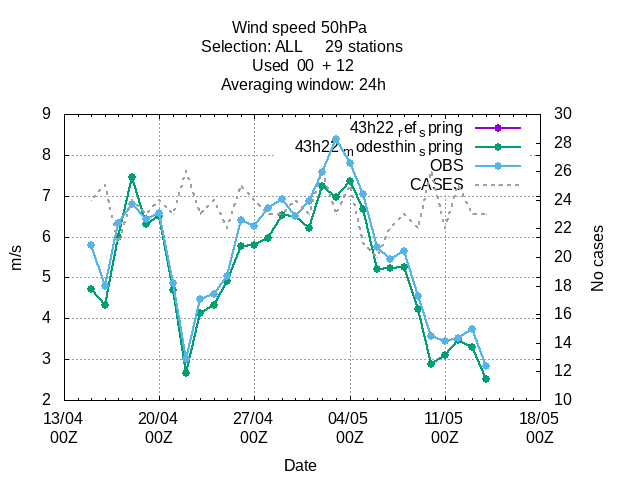 Wind speed 50hPa
Selection: ALL 29 stations
Used 00 + 12
Averaging window: 24h
43h22_ref_spring
43h22_modesthin_spring
OBS
CASES
9
8
7
6
5
4
3
2
m/s
30
28
26
24
22
20
18
16
14
12
10
No cases
13/04 20/04 27/04 04/05 11/05 18/05
00Z 00Z 00Z 00Z 00Z 00Z
Date